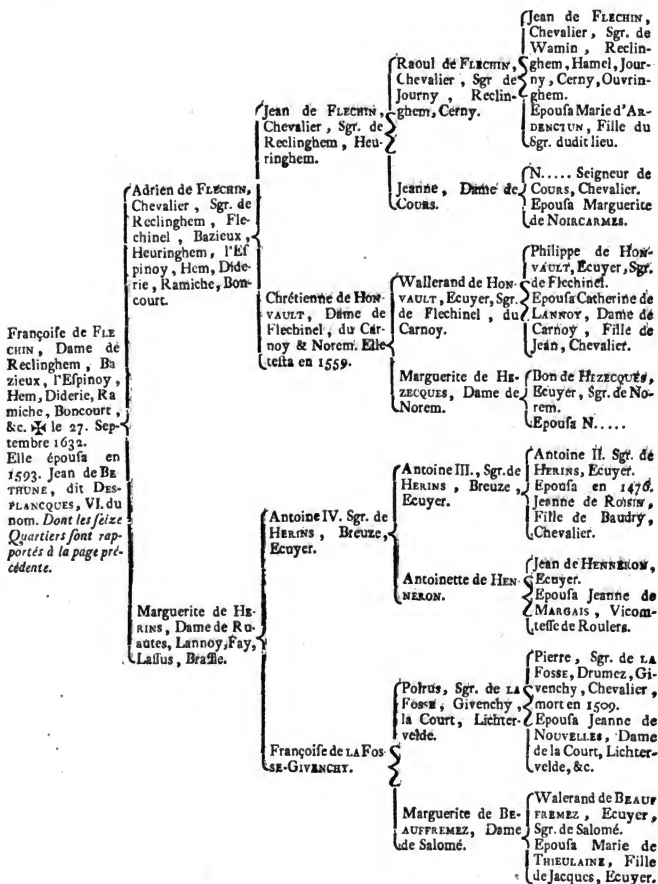 Françoise de FLE
CHIN, Dame de
Reclinghem, Ba
zieux, l'Espinoy,
Hem, Diderie, Ra
miche, Boncourt,
&c. ✠ le 27. Sep-
tembre 1632.
Elle épousa en
1593. Jean de BE
THUNE, dit DES-
PLANCQUES, VI. du
nom. Dont les seize
Quartiers sont rap-
portés à la page pré-
cédente.
Adrien de FLECHIN,
Chevalier, Sgr. de
Reclinghem, Fle-
chinel, Bazieux,
Heuringhem, l'Es
pinoy, Hem, Dide-
rie, Ramiche, Bon-
court.
Marguerite de HE-
RINS, Dame de Ru-
autes, Lannoy, Fay,
Lassus, Brasfle.
Jean de FLECHIN,
Chevalier, Sgr. de
Reclinghem, Heu-
ringhem.
Chrétienne de HON-
VAULT, Dame de
Flechinel, du Car-
noy & Norem. Elle
testa en 1559.
Antoine IV. Sgr. de
HERINS, Breuze,
Ecuyer.
Françoise de LA FOS-
SE-GIVENCHY.
Raoul de FLECHIN,
Chevalier, Sgr de
Journy, Reclin-
ghem, Cerny.
Jeanne, Dame de
COURS.
Wallerand de HON-
VAULT, Ecuyer, Sgr.
de Flechinel, du
Carnoy.
Marguerite de HE-
ZECQUES, Dame de
Norem.
Antoine III., Sgr. de
HERINS, Breuze,
Ecuyer.
Antoinette de HEN-
NERON.
Polrus, Sgr. de LA
FOSSE, Givenchy,
la Court, Lichter-
velde.
Marguerite de BE-
AUFFREMEZ, Dame
de Salomé.
Jean de FLECHIN,
Chevalier, Sgr. de
Wamin, Reclin-
ghem, Hamel, Jour-
ny, Cerny, Ouvrin-
ghem.
Epousa Marie d'AR-
DENCTUN, Fille du
Sgr. dudit lieu.
N..... Seigneur de
COURS, Chevalier.
Epousa Marguerite
de NOIRCARMES.
Philippe de HON-
VAULT, Ecuyer, Sgr.
de Flechinel.
Epousa Catherine de
LANNOY, Dame de
Carnoy, Fille de
Jean, Chevalier.
Bon de HEZECQUES,
Ecuyer, Sgr. de No-
rem.
Epousa N.....
Antoine II. Sgr. de
HERINS, Ecuyer.
Epousa en 1476.
Jeanne de ROISIN,
Fille de Baudry,
Chevalier.
Jean de HENNERON,
Ecuyer.
Epousa Jeanne de
MARGAIS, Vicom-
tesse de Roulers.
Pierre, Sgr. de LA
FOSSE, Drumez, Gi-
venchy, Chevalier,
mort en 1509.
Epousa Jeanne de
NOUVELLES, Dame
de la Court, Lichter-
velde, &c.
Walerand de BEAUF
FREMEZ, Ecuyer,
Sgr. de Salomé.
Epousa Marie de
THIEULAINE, Fille
de Jacques, Ecuyer.